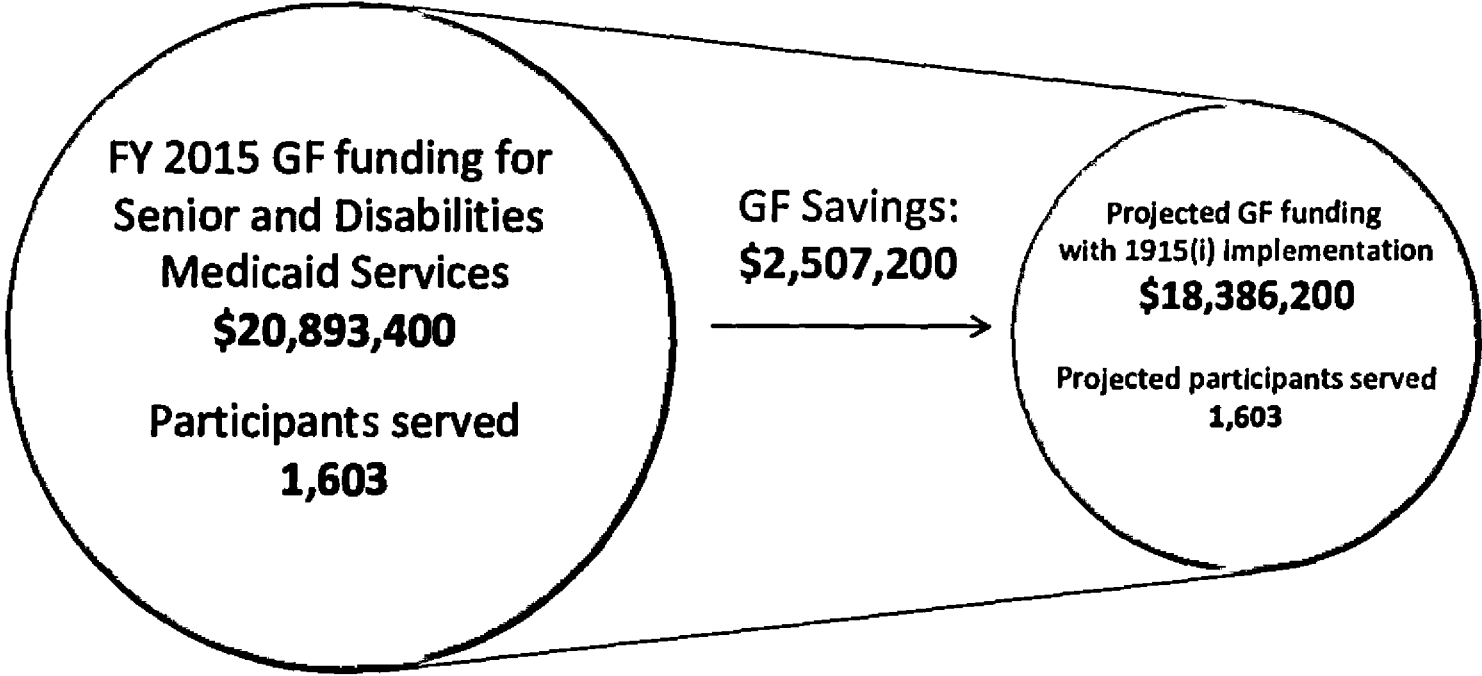 FY 2015 GF funding for
Senior and Disabilities
Medicaid Services
$20,893,400
Participants served
1,603
GF Savings:
$2,507,200
Projected GF funding
with 1915(i) implementation
$18,386,200
Projected participants served
1,603